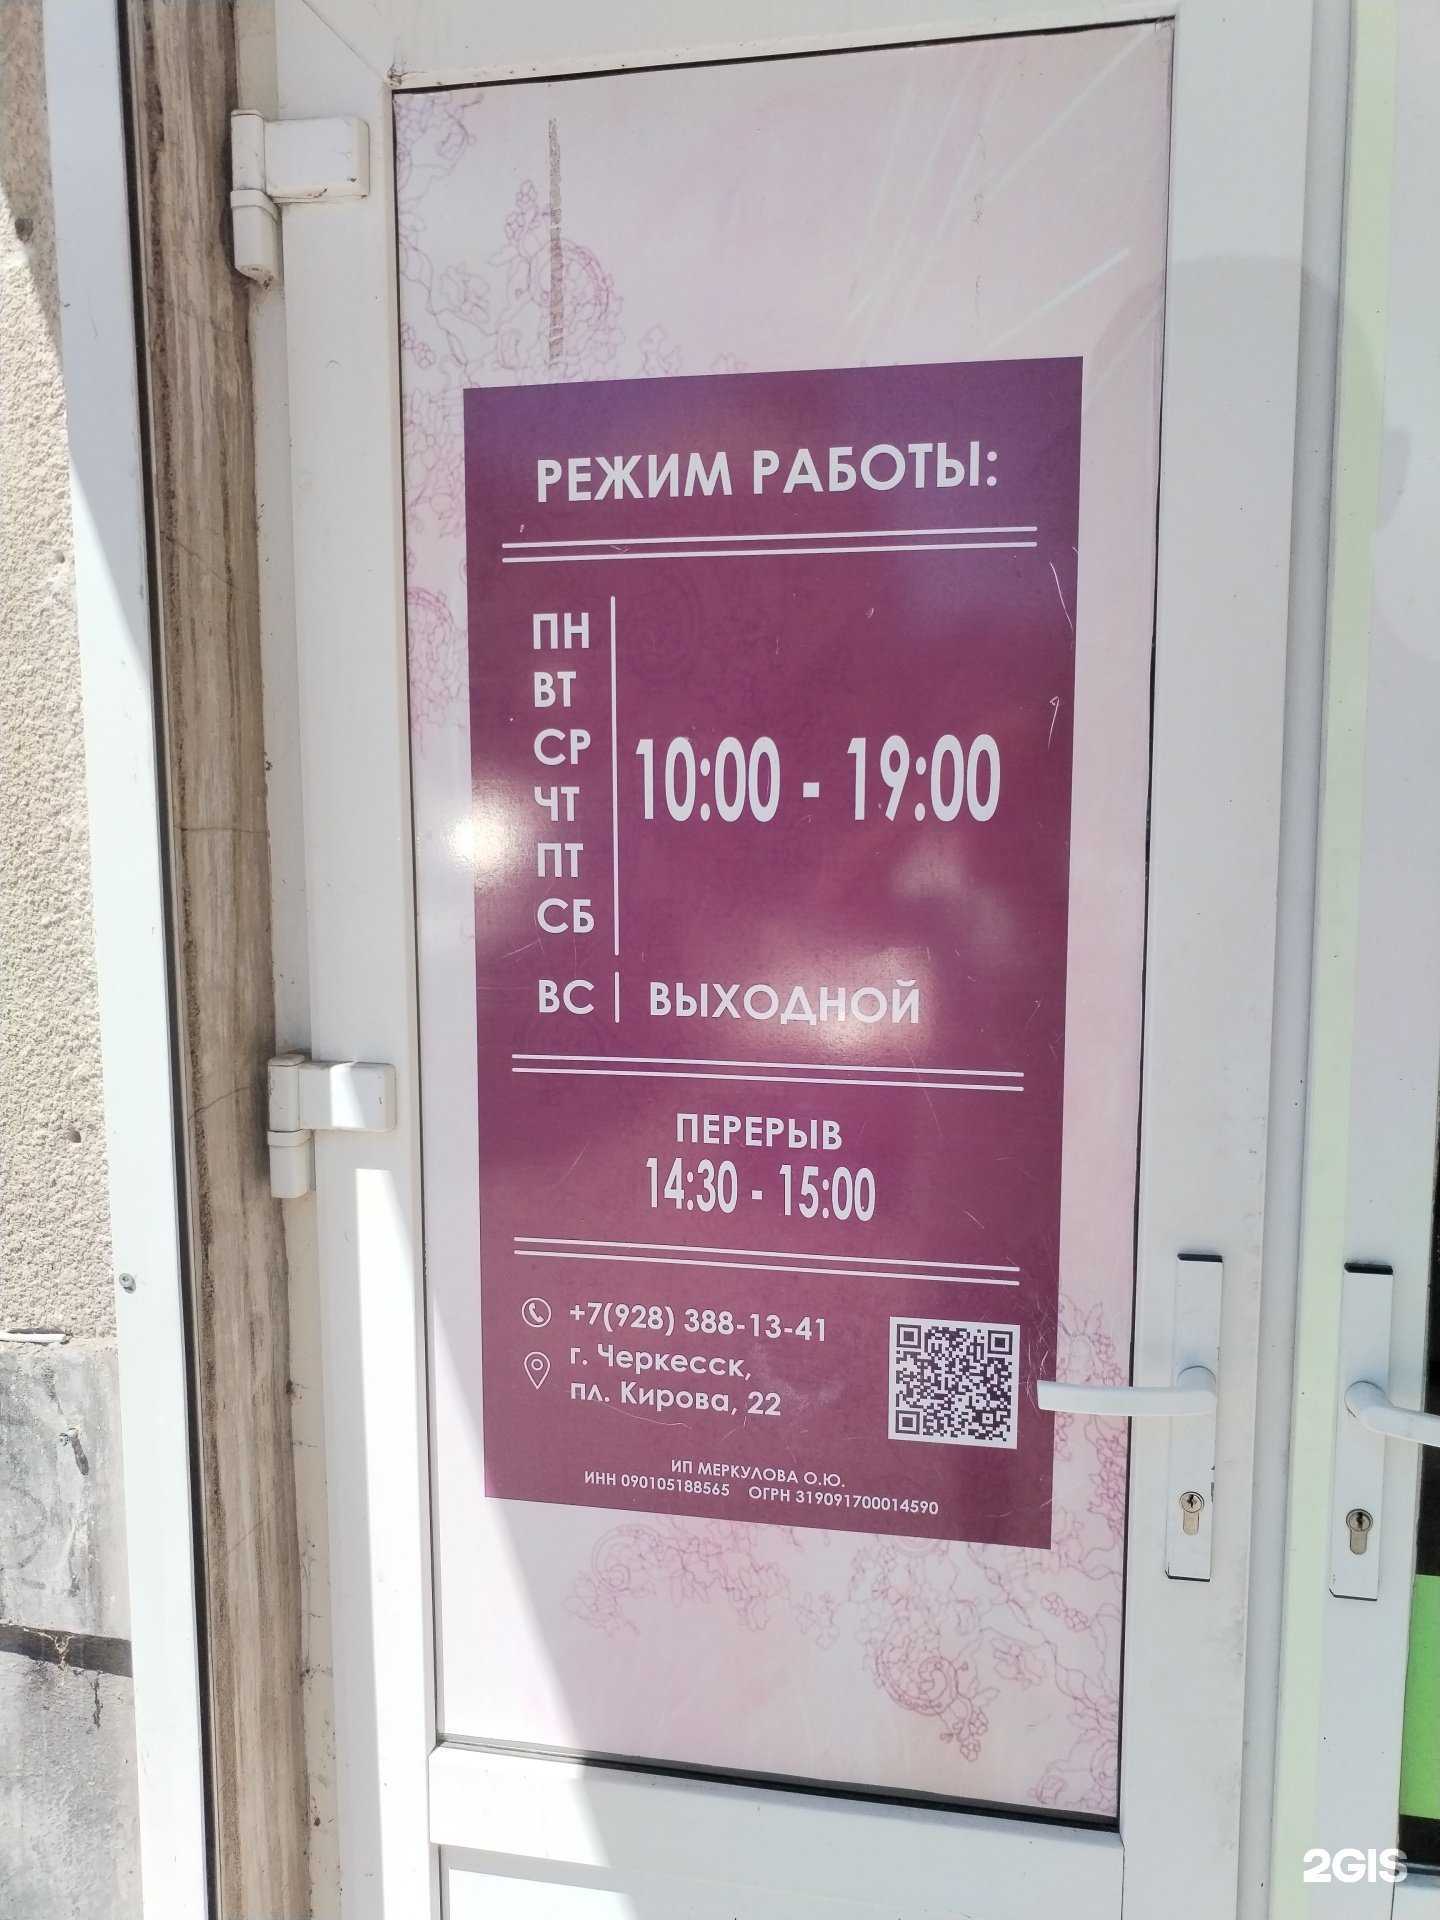 РЕЖИМ РАБОТЫ:
ПН
ВТ
СР
ЧТ
ПТ
СБ
10:00 - 19:00
ВС | ВЫХОДНОЙ
ПЕРЕРЫВ
14:30 - 15:00
+7(928) 388-13-41
г. Черкесск,
пл. Кирова, 22
ИП МЕРКУЛОВА О.Ю.
ИНН 090105188565 ОГРН 319091700014590
2GIS